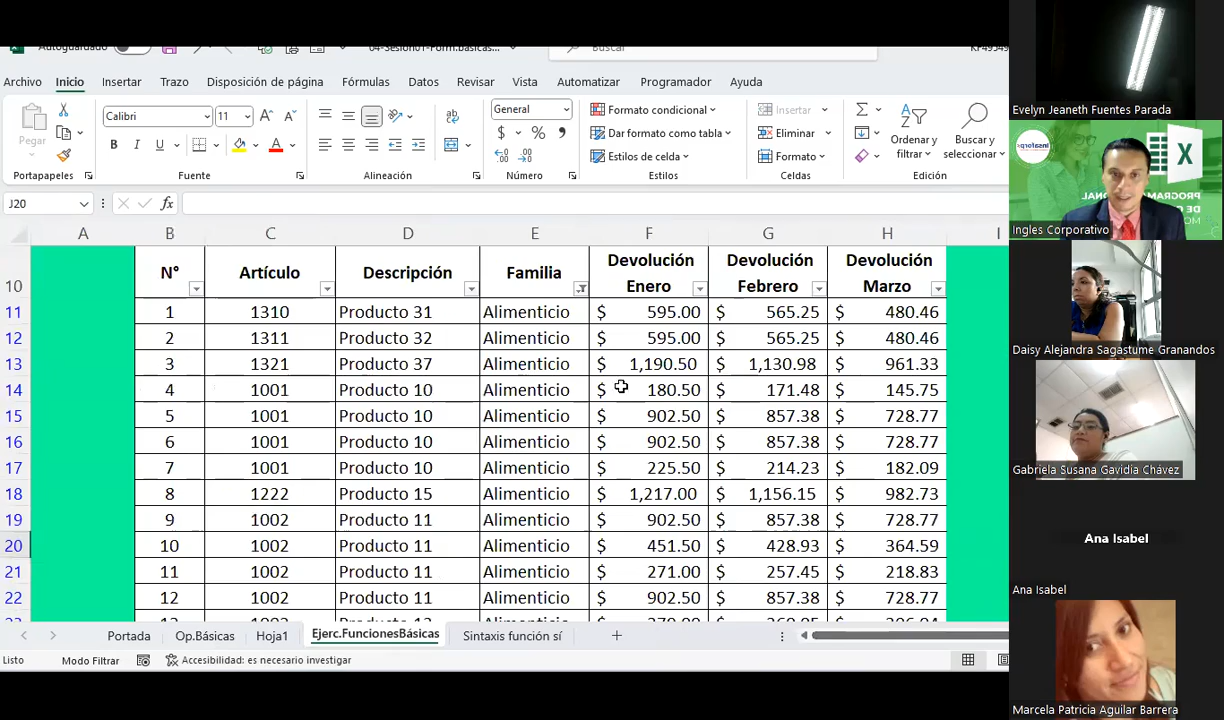 Autoguardado
04-Sesion01-Form.basicas...
Buscar
Archivo Inicio Insertar Trazo Disposición de página Fórmulas Datos Revisar Vista Automatizar Programador Ayuda
Pegar
Calibri 11
N K S
General
$ % ,
Formato condicional
Dar formato como tabla
Estilos de celda
Insertar
Eliminar
Formato
Ordenar y filtrar
Buscar y seleccionar
Portapapeles Fuente Alineación Número Estilos Celdas Edición
J20 fx
A B C D E F G H I
10 N° Artículo Descripción Familia Devolución Enero Devolución Febrero Devolución Marzo
11 1 1310 Producto 31 Alimenticio $ 595.00 $ 565.25 $ 480.46
12 2 1311 Producto 32 Alimenticio $ 595.00 $ 565.25 $ 480.46
13 3 1321 Producto 37 Alimenticio $ 1,190.50 $ 1,130.98 $ 961.33
14 4 1001 Producto 10 Alimenticio $ 180.50 $ 171.48 $ 145.75
15 5 1001 Producto 10 Alimenticio $ 902.50 $ 857.38 $ 728.77
16 6 1001 Producto 10 Alimenticio $ 902.50 $ 857.38 $ 728.77
17 7 1001 Producto 10 Alimenticio $ 225.50 $ 214.23 $ 182.09
18 8 1222 Producto 15 Alimenticio $ 1,217.00 $ 1,156.15 $ 982.73
19 9 1002 Producto 11 Alimenticio $ 902.50 $ 857.38 $ 728.77
20 10 1002 Producto 11 Alimenticio $ 451.50 $ 428.93 $ 364.59
21 11 1002 Producto 11 Alimenticio $ 271.00 $ 257.45 $ 218.83
22 12 1002 Producto 11 Alimenticio $ 902.50 $ 857.38 $ 728.77
Portada Op.Básicas Hoja1 Ejerc.FuncionesBásicas Sintaxis función sí
Listo Modo Filtrar Accesibilidad: es necesario investigar
Evelyn Jeaneth Fuentes Parada
Insaforp
Ingles Corporativo
Daisy Alejandra Sagastume Granados
Gabriela Susana Gavidia Chávez
Ana Isabel
Ana Isabel
Marcela Patricia Aguilar Barrera